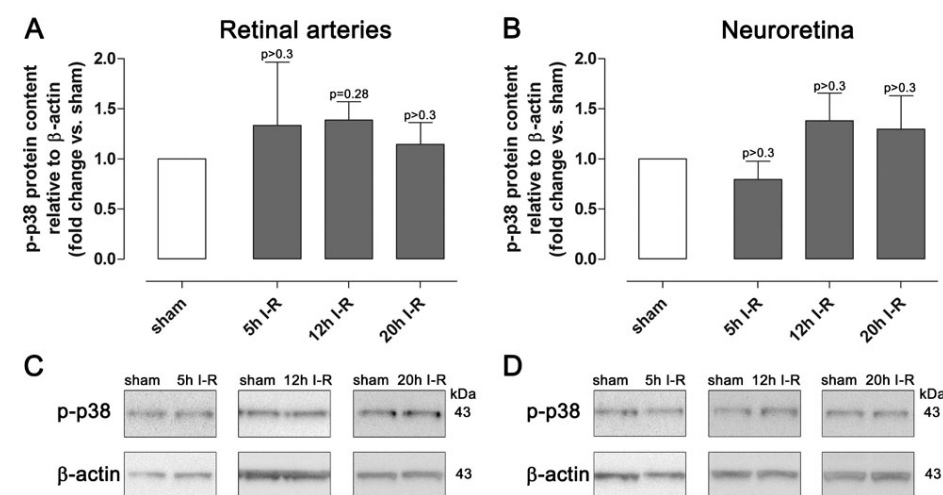 A
Retinal arteries
p-p38 protein content
relative to β-actin
(fold change vs. sham)
2.0
1.5
1.0
0.5
0.0
p>0.3
p=0.28
p>0.3
sham
5h I-R
12h I-R
20h I-R
B
Neuroretina
p-p38 protein content
relative to β-actin
(fold change vs. sham)
2.0
1.5
1.0
0.5
0.0
p>0.3
p>0.3
p>0.3
sham
5h I-R
12h I-R
20h I-R
C
sham 5h I-R sham 12h I-R sham 20h I-R
kDa
p-p38 43
β-actin 43
D
sham 5h I-R sham 12h I-R sham 20h I-R
kDa
p-p38 43
β-actin 43